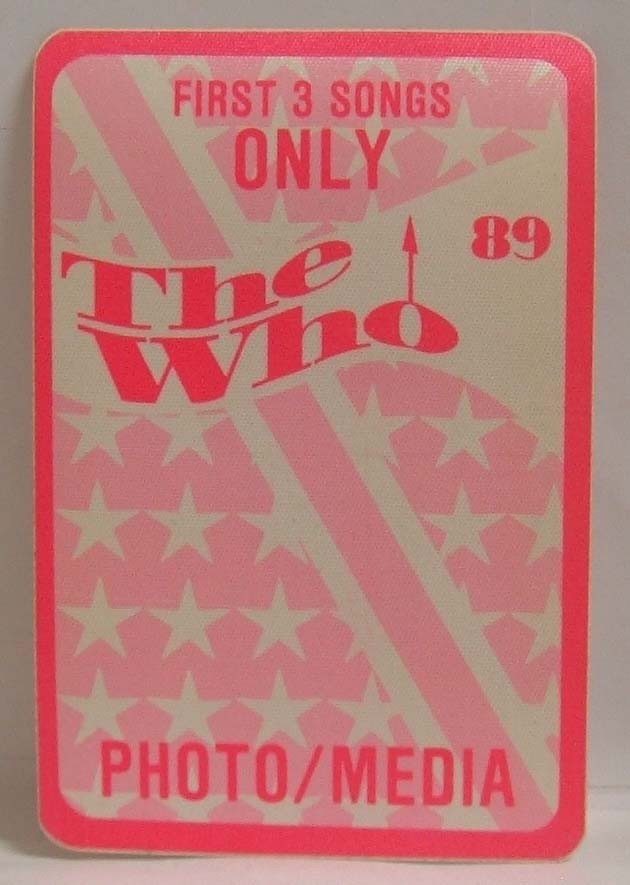 FIRST 3 SONGS
ONLY
89
The
Who
PHOTO/MEDIA